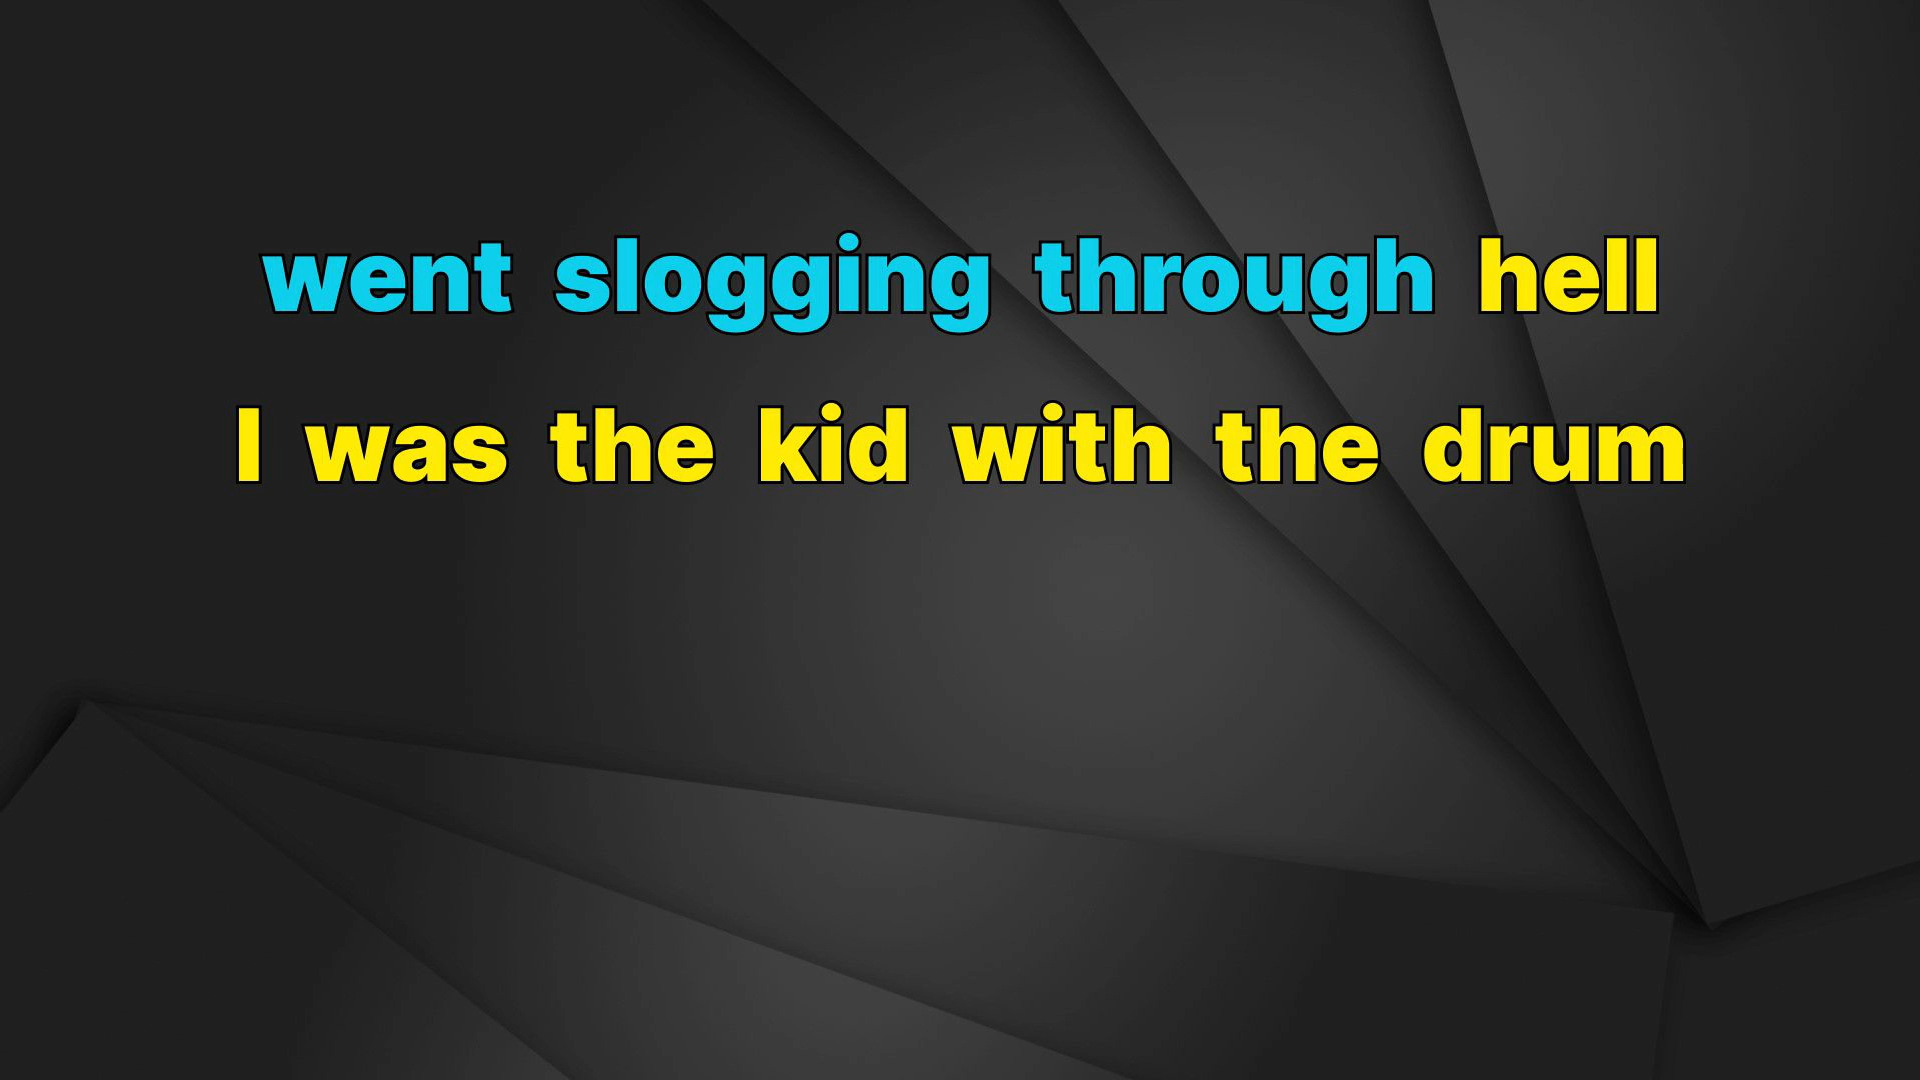 went slogging through hell
I was the kid with the drum